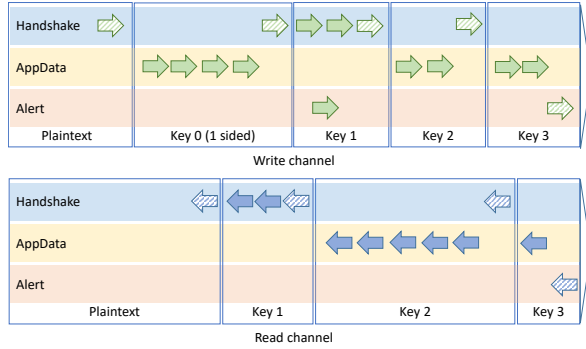 Handshake
AppData
Alert
Plaintext Key 0 (1 sided) Key 1 Key 2 Key 3
Write channel
Handshake
AppData
Alert
Plaintext Key 1 Key 2 Key 3
Read channel